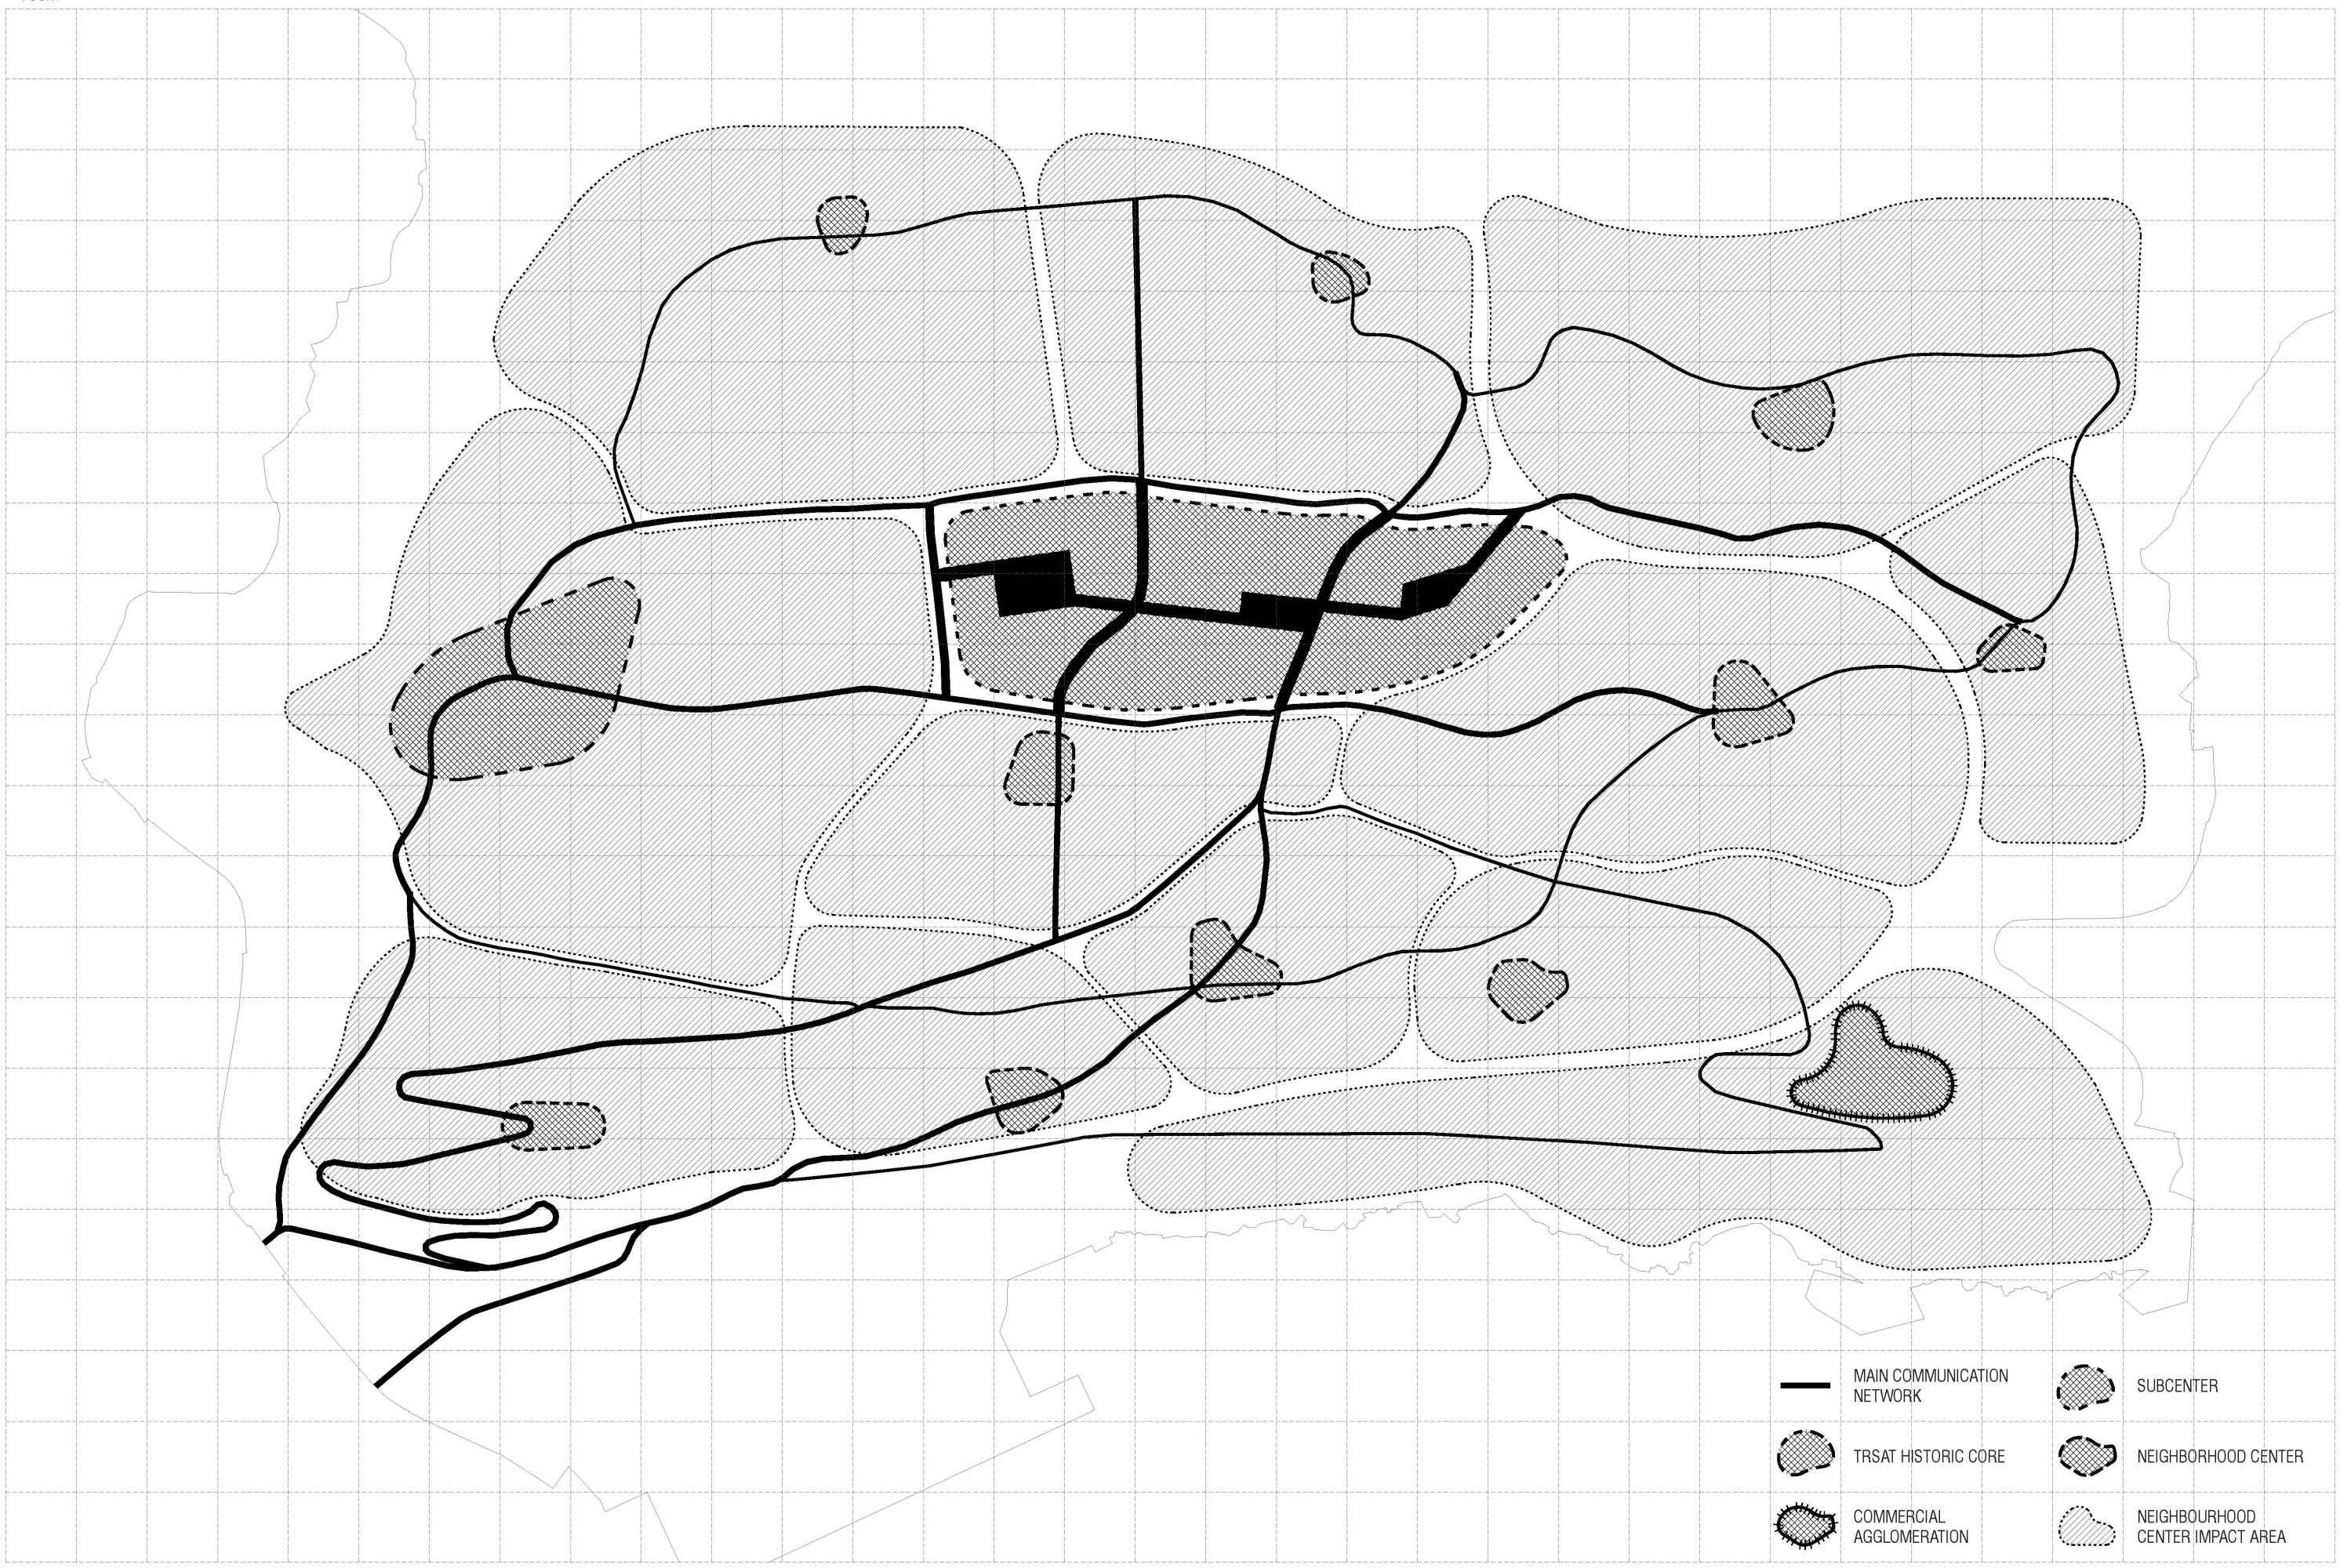 MAIN COMMUNICATION
NETWORK
SUBCENTER
TRSAT HISTORIC CORE
NEIGHBORHOOD CENTER
COMMERCIAL
AGGLOMERATION
NEIGHBOURHOOD
CENTER IMPACT AREA